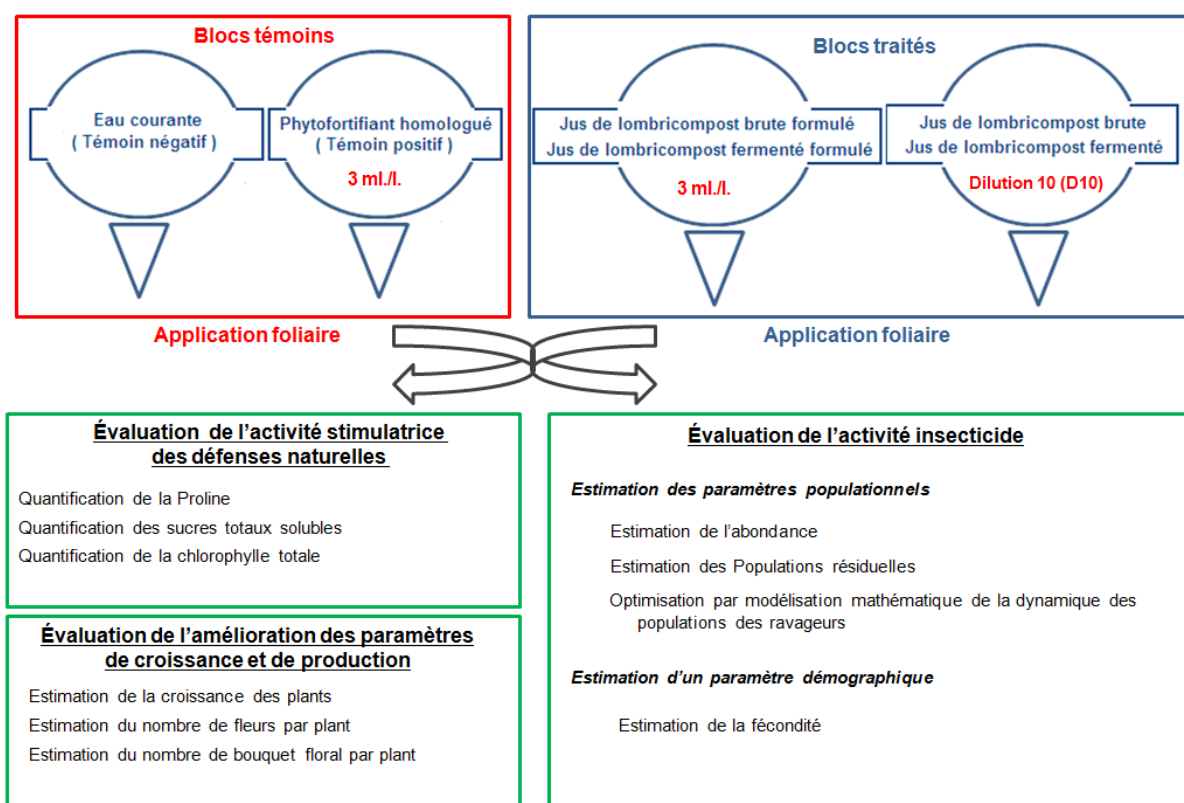 Blocs témoins
Eau courante
( Témoin négatif )
Phytofortifiant homologué
( Témoin positif )
3 ml./l.
Blocs traités
Jus de lombricompost brute formulé
Jus de lombricompost fermenté formulé
3 ml./l.
Jus de lombricompost brute
Jus de lombricompost fermenté
Dilution 10 (D10)
Application foliaire
Application foliaire
Évaluation de l'activité stimulatrice
des défenses naturelles
Quantification de la Proline
Quantification des sucres totaux solubles
Quantification de la chlorophylle totale
Évaluation de l'amélioration des paramètres
de croissance et de production
Estimation de la croissance des plants
Estimation du nombre de fleurs par plant
Estimation du nombre de bouquet floral par plant
Évaluation de l'activité insecticide
Estimation des paramètres populationnels
Estimation de l'abondance
Estimation des Populations résiduelles
Optimisation par modélisation mathématique de la dynamique des
populations des ravageurs
Estimation d'un paramètre démographique
Estimation de la fécondité